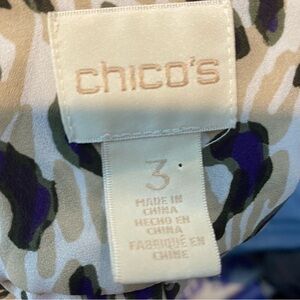 chico's
3
MADE IN
CHINA
HECHO EN
CHINA
FABRIQUÉ EN
CHINE